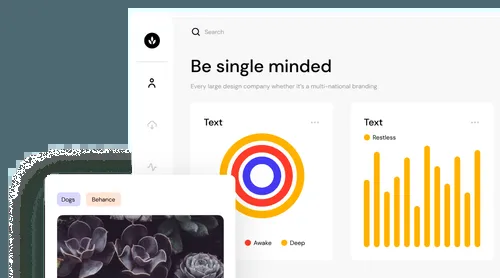 Search
Be single minded
Every large design company whether it's a multi-national branding
Text
Text
Restless
Awake
Deep
Dogs
Behance